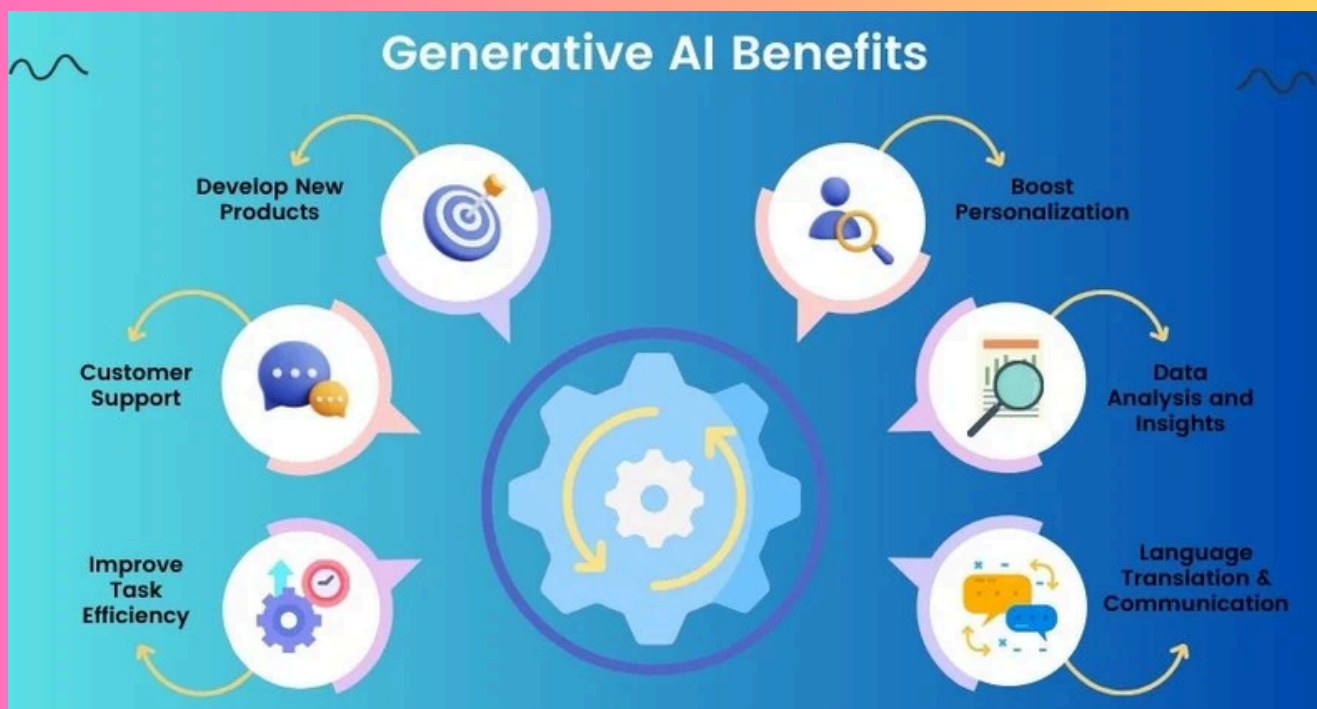 Generative AI Benefits
Develop New
Products
Boost
Personalization
Customer
Support
Data
Analysis and
Insights
Improve
Task
Efficiency
Language
Translation &
Communication